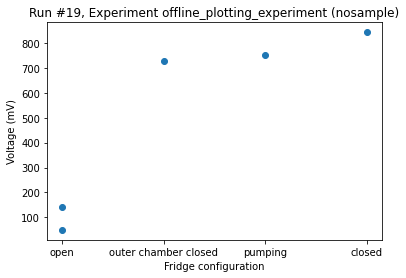 Run #19, Experiment offline_plotting_experiment (nosample)
Voltage (mV)
800
700
600
500
400
300
200
100
open
outer chamber closed
pumping
closed
Fridge configuration